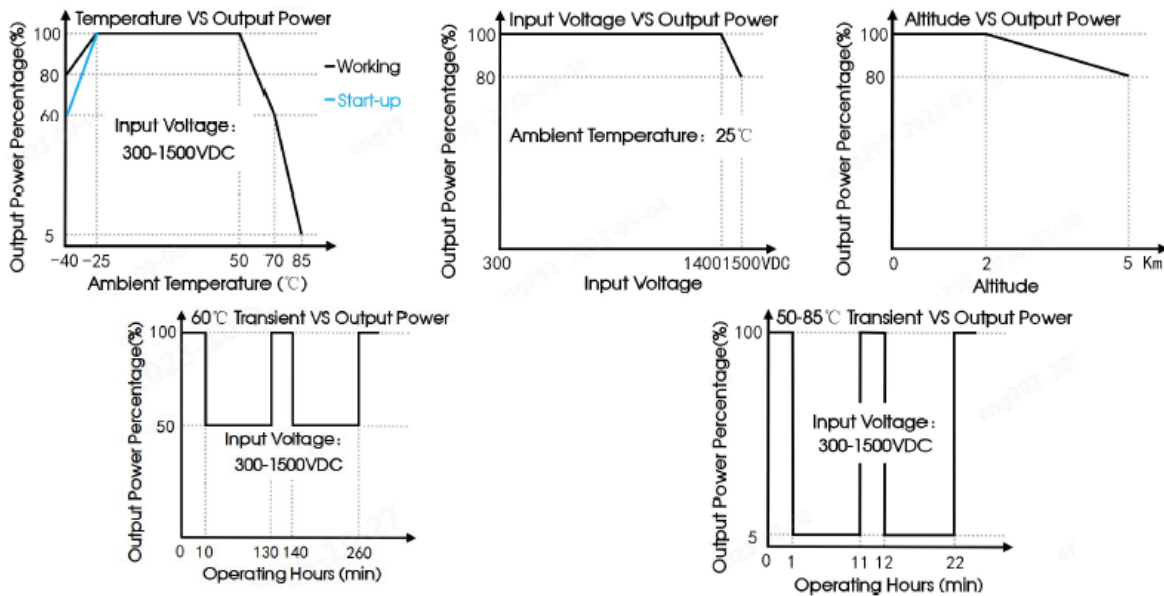 Temperature VS Output Power
Output Power Percentage(%)
100
80
60
5
-40 -25 50 70 85
Ambient Temperature (℃)
Working
Start-up
Input Voltage：
300-1500VDC
Input Voltage VS Output Power
Output Power Percentage(%)
100
80
Ambient Temperature：25℃
300 1400 1500VDC
Input Voltage
Altitude VS Output Power
Output Power Percentage(%)
100
80
0 2 5 Km
Altitude
60℃ Transient VS Output Power
Output Power Percentage(%)
100
50
Input Voltage：
300-1500VDC
0 10 130 140 260
Operating Hours (min)
50-85℃ Transient VS Output Power
Output Power Percentage(%)
100
5
Input Voltage：
300-1500VDC
0 1 11 12 22
Operating Hours (min)